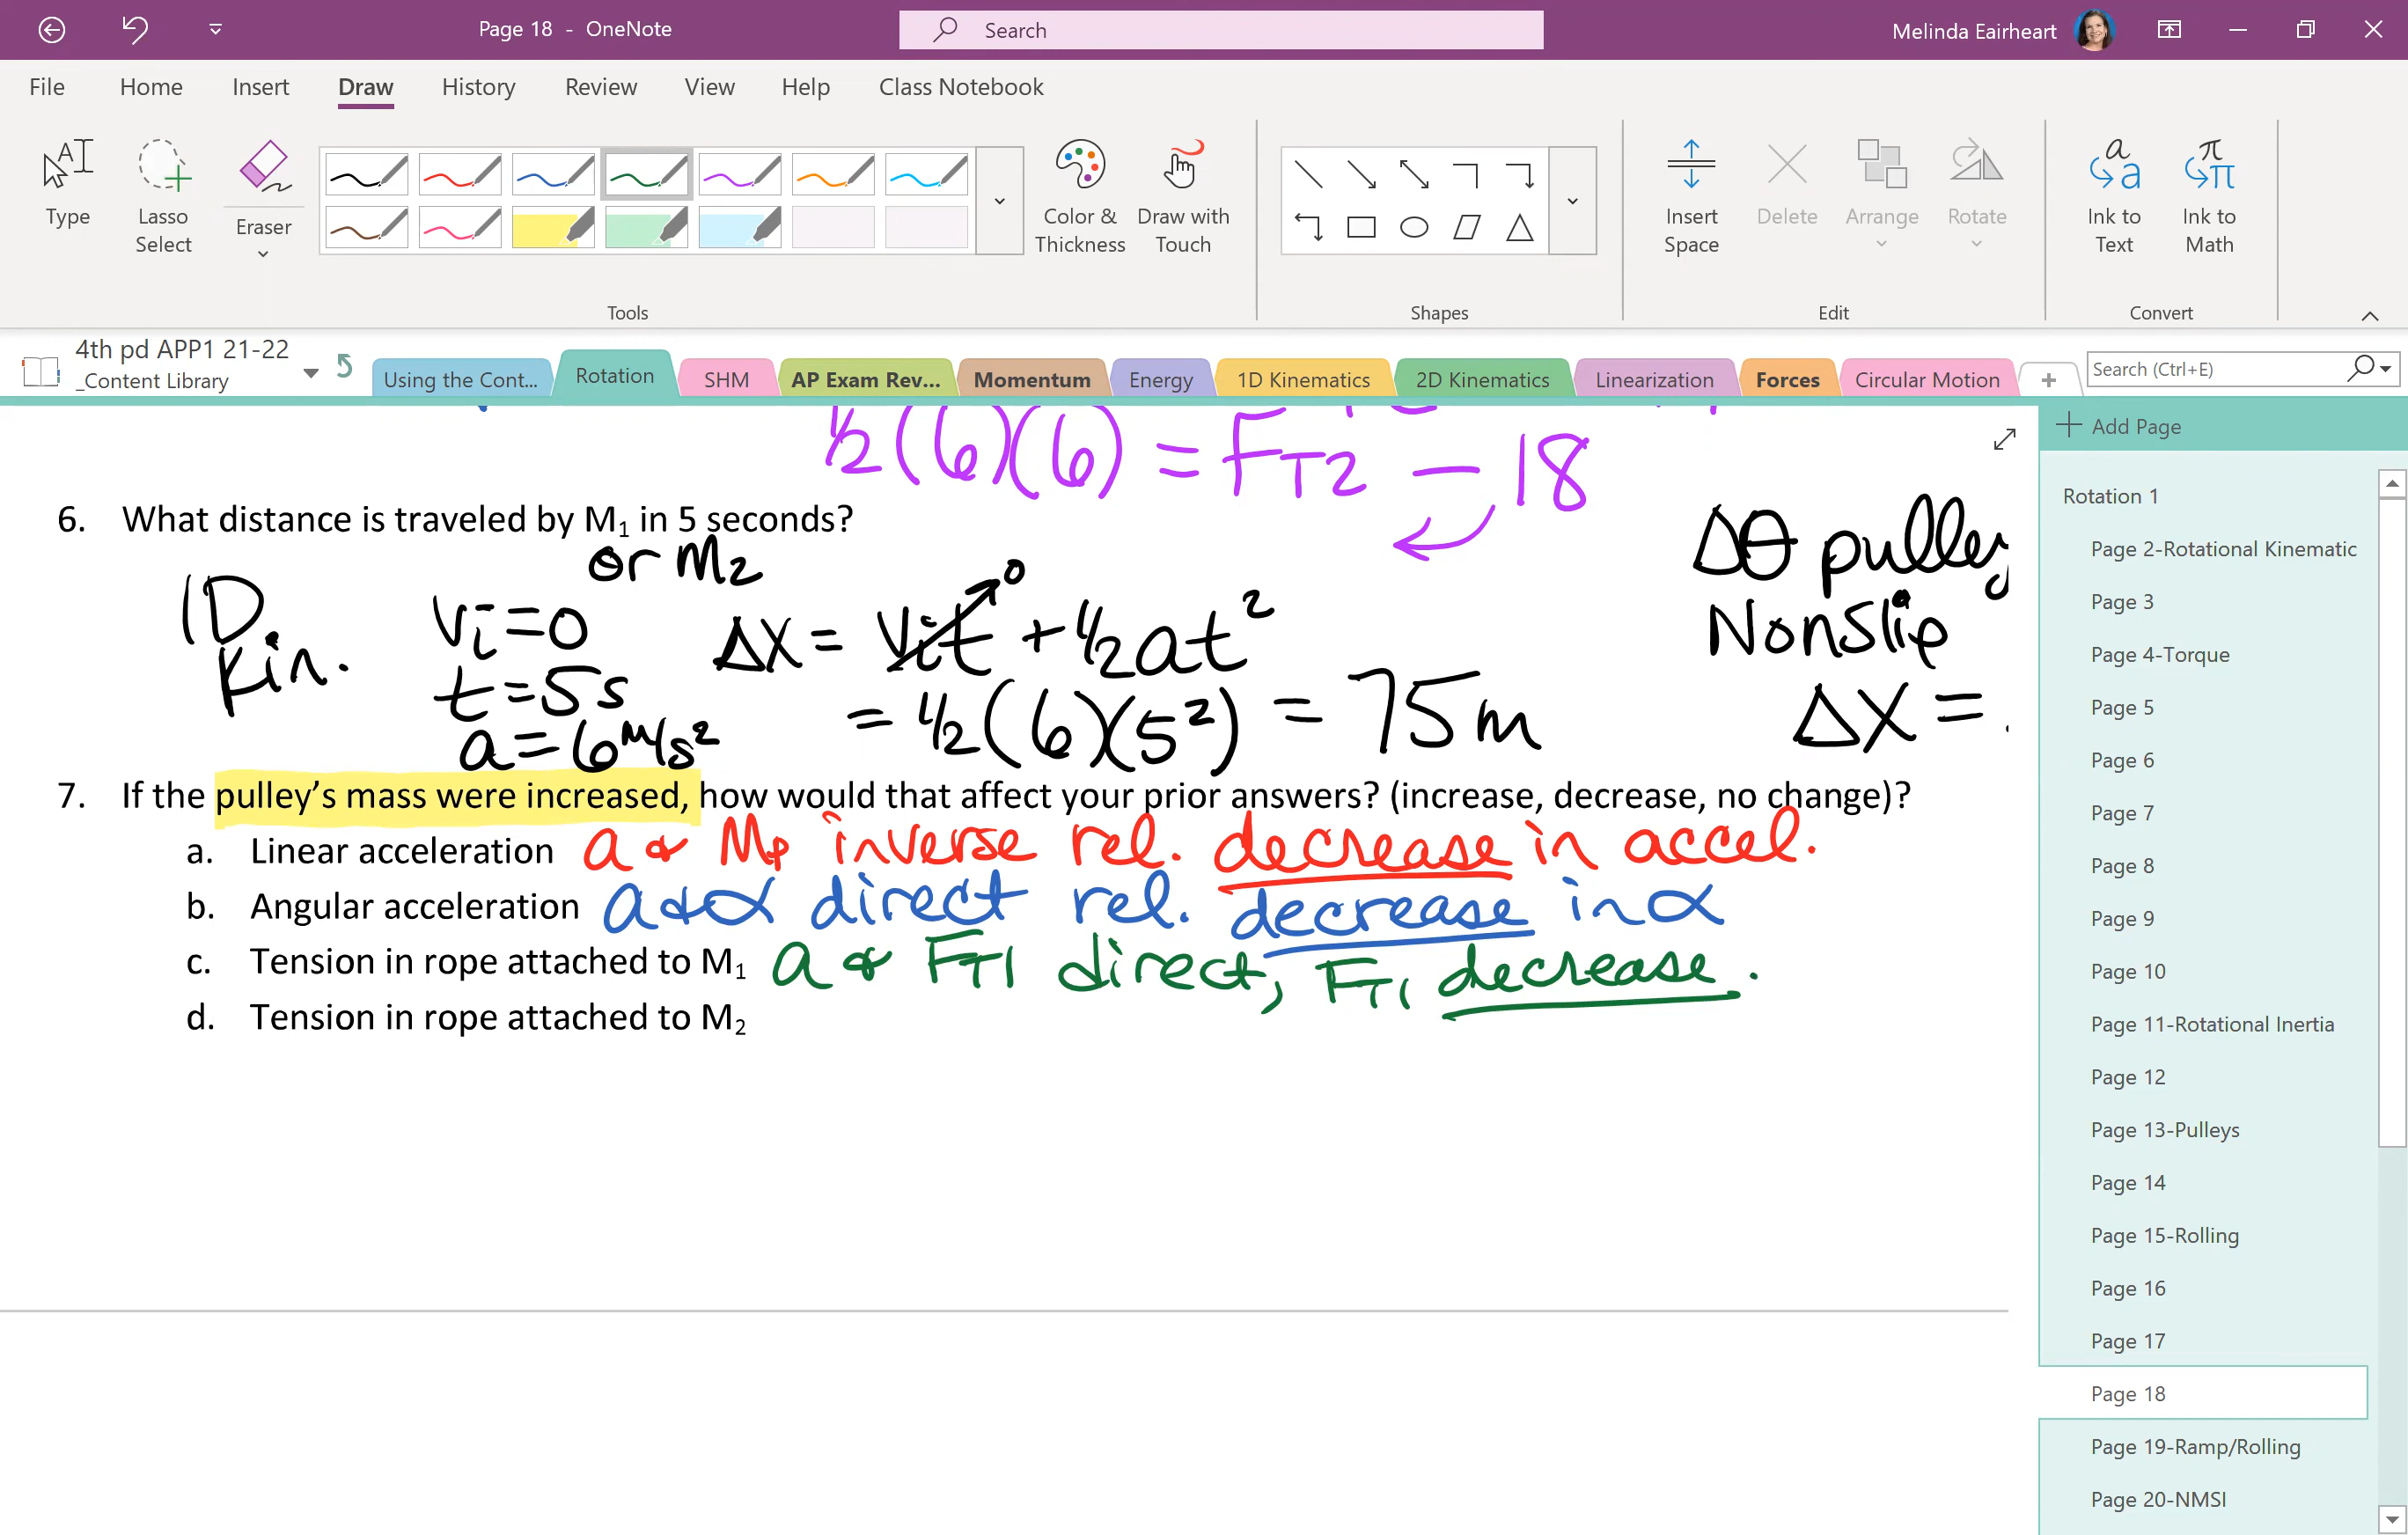 Page 18 - OneNote
Search
Melinda Eairheart
File Home Insert Draw History Review View Help Class Notebook
Type
Lasso Select
Eraser
Color & Thickness
Draw with Touch
Insert Space
Delete
Arrange
Rotate
Ink to Text
Ink to Math
Tools
Shapes
Edit
Convert
4th pd APP1 21-22
_Content Library
Using the Cont...
Rotation
SHM
AP Exam Rev...
Momentum
Energy
1D Kinematics
2D Kinematics
Linearization
Forces
Circular Motion
Search (Ctrl+E)
½(6)(6) = FT2 – 18
6. What distance is traveled by M₁ in 5 seconds?
or M₂
Δθ pulley
1D Kin.
Vi = 0
ΔX = Vit + ½at²
0
Nonslip
t = 5s
a = 6 m/s²
= ½(6)(5²) = 75m
ΔX =
7. If the pulley’s mass were increased, how would that affect your prior answers? (increase, decrease, no change)?
a. Linear acceleration a & Mp inverse rel. decrease in accel.
b. Angular acceleration a & α direct rel. decrease in α
c. Tension in rope attached to M₁ a & FT1 direct, FT1 decrease.
d. Tension in rope attached to M₂
Add Page
Rotation 1
Page 2-Rotational Kinematic
Page 3
Page 4-Torque
Page 5
Page 6
Page 7
Page 8
Page 9
Page 10
Page 11-Rotational Inertia
Page 12
Page 13-Pulleys
Page 14
Page 15-Rolling
Page 16
Page 17
Page 18
Page 19-Ramp/Rolling
Page 20-NMSI